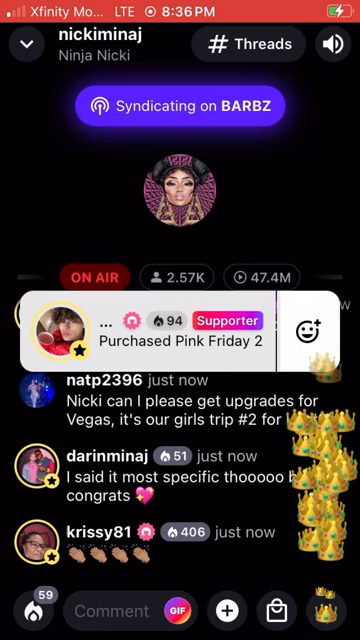 Xfinity Mo... LTE 8:36 PM
nickiminaj
Ninja Nicki
# Threads
Syndicating on BARBZ
ON AIR 2.57K 47.4M
... 94 Supporter
Purchased Pink Friday 2
natp2396 just now
Nicki can I please get upgrades for
Vegas, it's our girls trip #2 for
darinminaj 51 just now
I said it most specific thooooo
congrats 💖
krissy81 406 just now
👏🏽👏🏽👏🏽👏🏽
59
Comment GIF